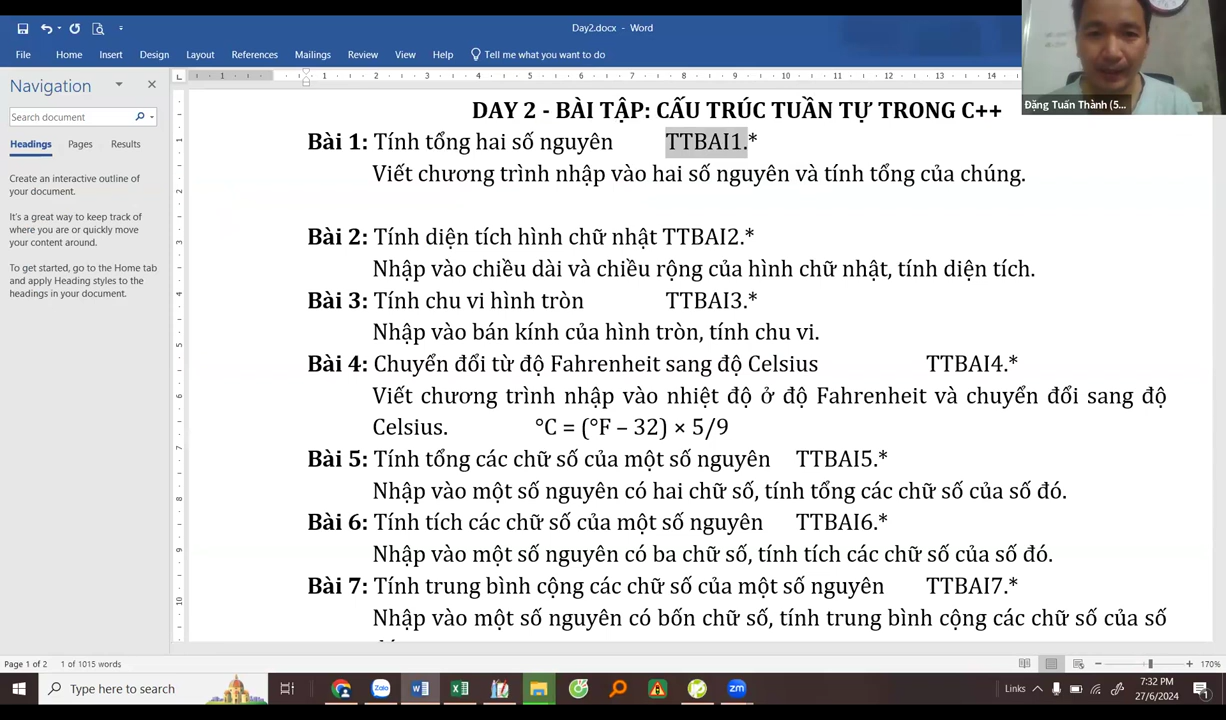 Day2.docx - Word
File Home Insert Design Layout References Mailings Review View Help Tell me what you want to do
Navigation
Search document
Headings Pages Results
Create an interactive outline of your document.
It's a great way to keep track of where you are or quickly move your content around.
To get started, go to the Home tab and apply Heading styles to the headings in your document.
Đặng Tuấn Thành (5...
DAY 2 - BÀI TẬP: CẤU TRÚC TUẦN TỰ TRONG C++
Bài 1: Tính tổng hai số nguyên TTBAI1.*
Viết chương trình nhập vào hai số nguyên và tính tổng của chúng.
Bài 2: Tính diện tích hình chữ nhật TTBAI2.*
Nhập vào chiều dài và chiều rộng của hình chữ nhật, tính diện tích.
Bài 3: Tính chu vi hình tròn TTBAI3.*
Nhập vào bán kính của hình tròn, tính chu vi.
Bài 4: Chuyển đổi từ độ Fahrenheit sang độ Celsius TTBAI4.*
Viết chương trình nhập vào nhiệt độ ở độ Fahrenheit và chuyển đổi sang độ
Celsius. °C = (°F – 32) × 5/9
Bài 5: Tính tổng các chữ số của một số nguyên TTBAI5.*
Nhập vào một số nguyên có hai chữ số, tính tổng các chữ số của số đó.
Bài 6: Tính tích các chữ số của một số nguyên TTBAI6.*
Nhập vào một số nguyên có ba chữ số, tính tích các chữ số của số đó.
Bài 7: Tính trung bình cộng các chữ số của một số nguyên TTBAI7.*
Nhập vào một số nguyên có bốn chữ số, tính trung bình cộng các chữ số của số
Page 1 of 2 1 of 1015 words 170%
Type here to search Zalo zm Links 7:32 PM
27/6/2024